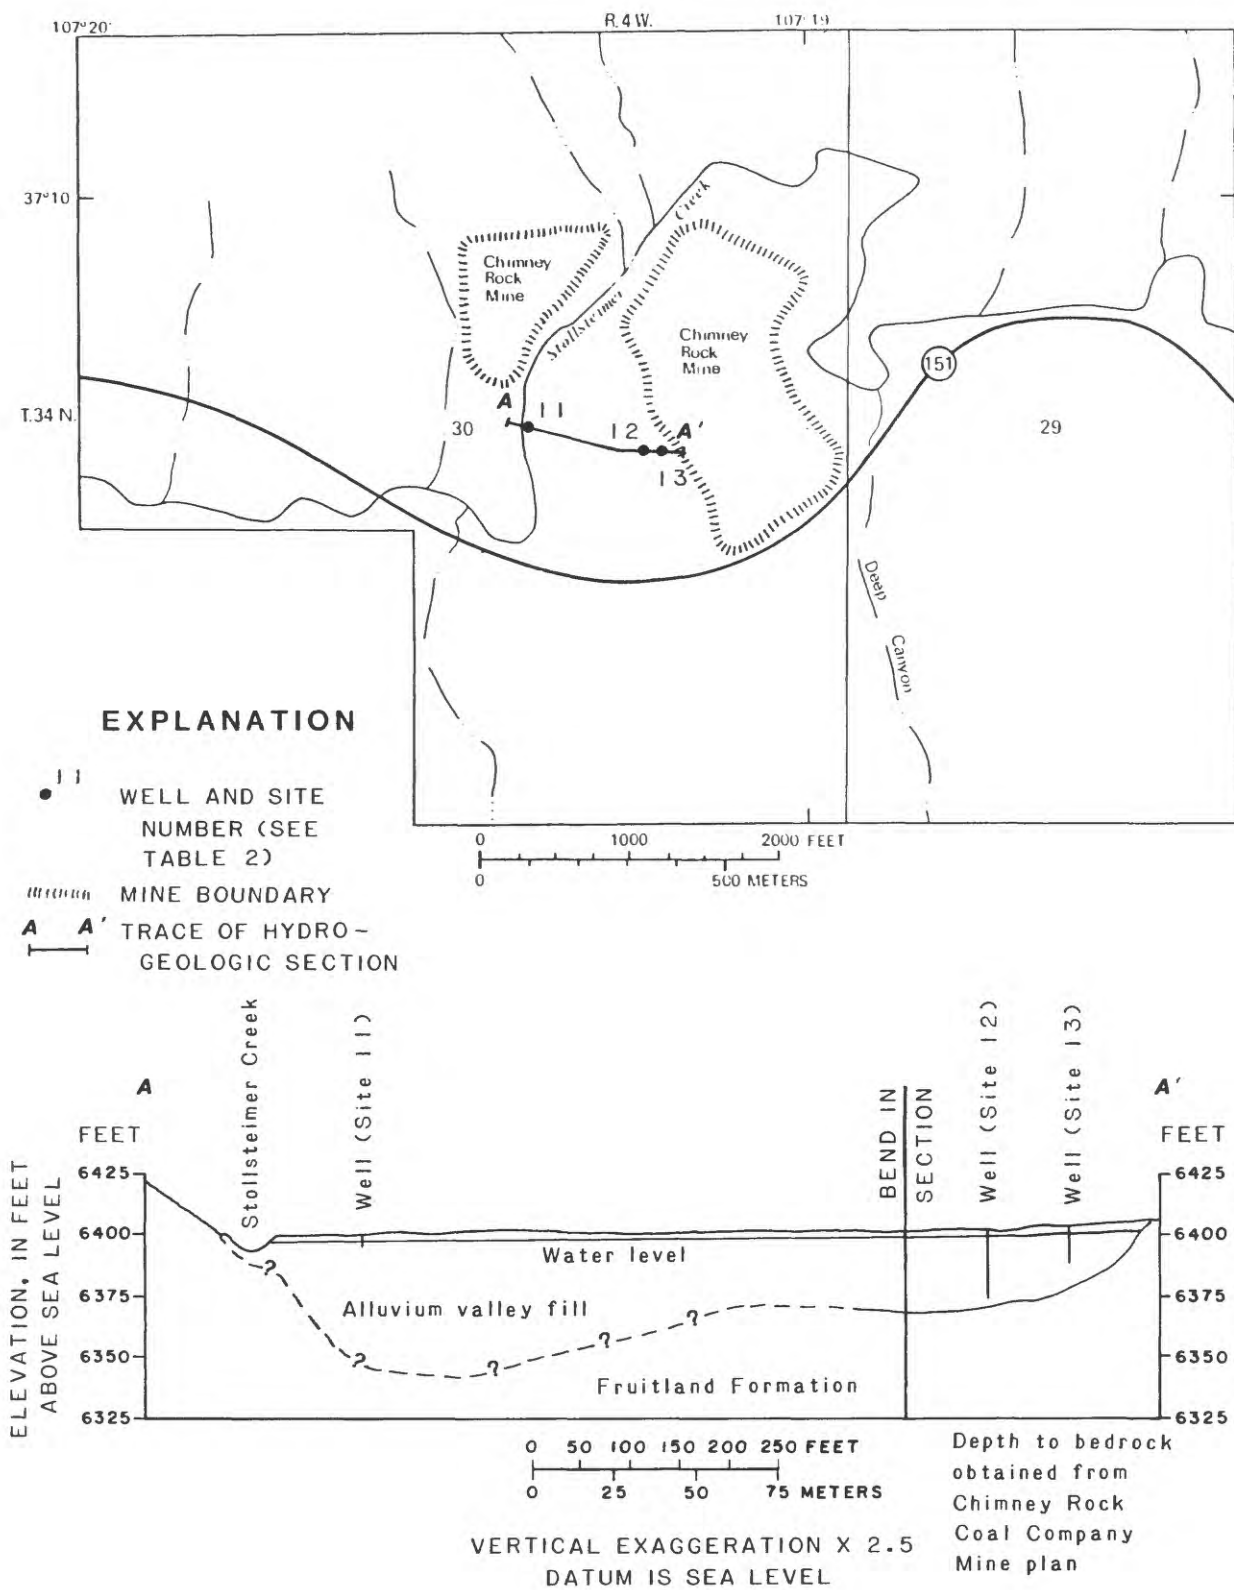 107°20'
R.4W.
107°19
37°10
Chimney
Rock
Mine
Stollsteimer Creek
Chimney
Rock
Mine
151
T.34 N.
30
A
11
12
A'
13
29
Deep Canyon
EXPLANATION
11
WELL AND SITE
NUMBER (SEE
TABLE 2)
MINE BOUNDARY
A A' TRACE OF HYDRO-
GEOLOGIC SECTION
0 1000 2000 FEET
0 500 METERS
A
Stollsteimer Creek
Well (Site 11)
BEND IN
SECTION
Well (Site 12)
Well (Site 13)
A'
FEET
FEET
ELEVATION, IN FEET
ABOVE SEA LEVEL
6425
6400
6375
6350
6325
6425
6400
6375
6350
6325
Water level
Alluvium valley fill
? ? ? ? ?
Fruitland Formation
0 50 100 150 200 250 FEET
0 25 50 75 METERS
VERTICAL EXAGGERATION X 2.5
DATUM IS SEA LEVEL
Depth to bedrock
obtained from
Chimney Rock
Coal Company
Mine plan